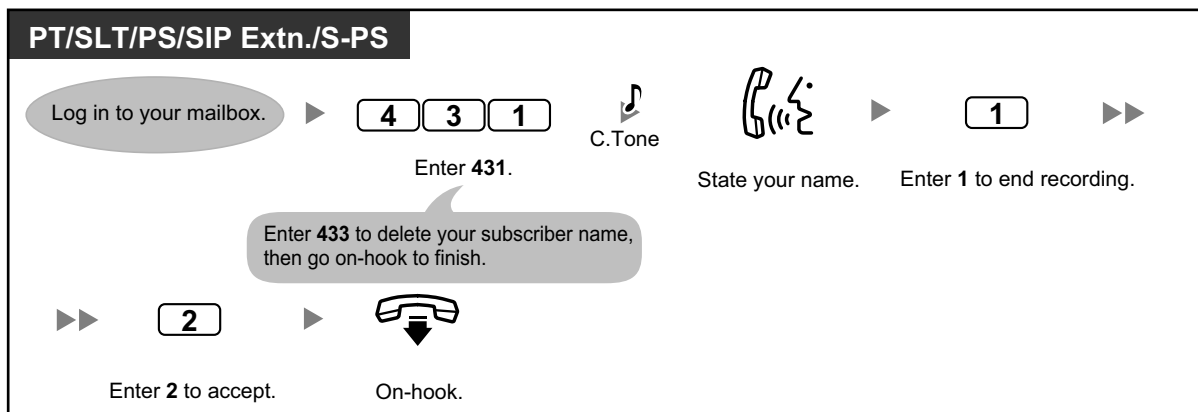 PT/SLT/PS/SIP Extn./S-PS
Log in to your mailbox.
4 3 1
C.Tone
1
Enter 431.
State your name.
Enter 1 to end recording.
Enter 433 to delete your subscriber name,
then go on-hook to finish.
2
Enter 2 to accept.
On-hook.